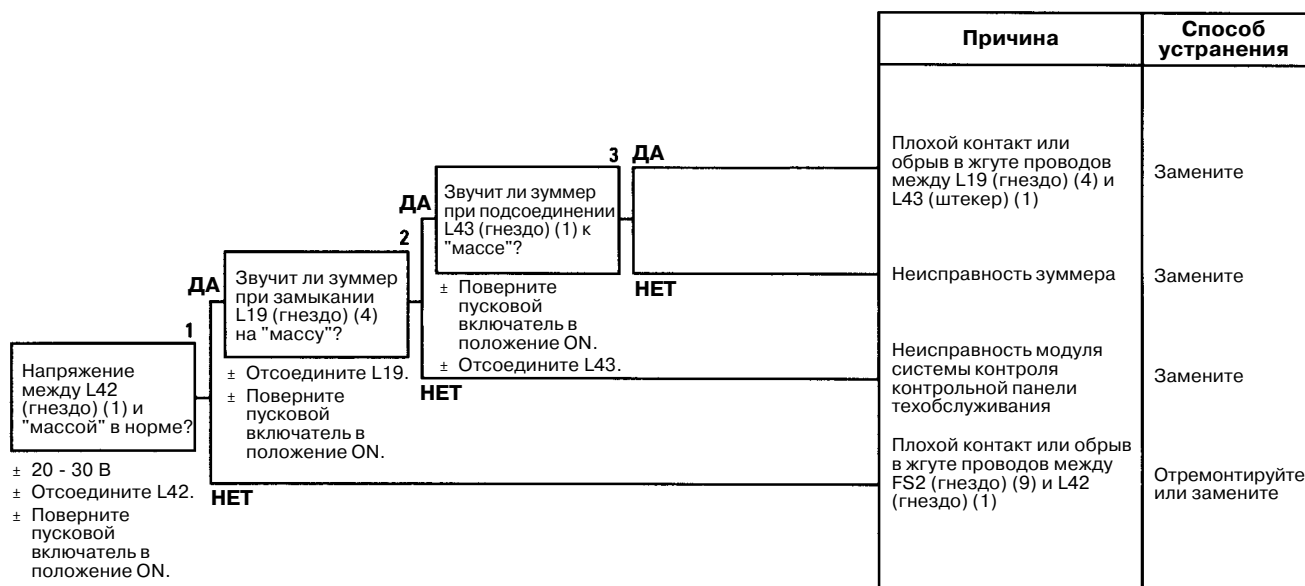 Причина
Способ
устранения
1
Напряжение
между L42
(гнездо) (1) и
"массой" в норме?
± 20 - 30 В
± Отсоедините L42.
± Поверните
пусковой
включатель в
положение ON.
ДА
НЕТ
2
Звучит ли зуммер
при замыкании
L19 (гнездо) (4)
на "массу"?
± Отсоедините L19.
± Поверните
пусковой
включатель в
положение ON.
ДА
НЕТ
3
Звучит ли зуммер
при подсоединении
L43 (гнездо) (1) к
"массе"?
± Поверните
пусковой
включатель в
положение ON.
± Отсоедините L43.
ДА
НЕТ
Плохой контакт или
обрыв в жгуте проводов
между L19 (гнездо) (4) и
L43 (штекер) (1)
Замените
Неисправность зуммера
Замените
Неисправность модуля
системы контроля
контрольной панели
техобслуживания
Замените
Плохой контакт или обрыв
в жгуте проводов между
FS2 (гнездо) (9) и L42
(гнездо) (1)
Отремонтируйте
или замените